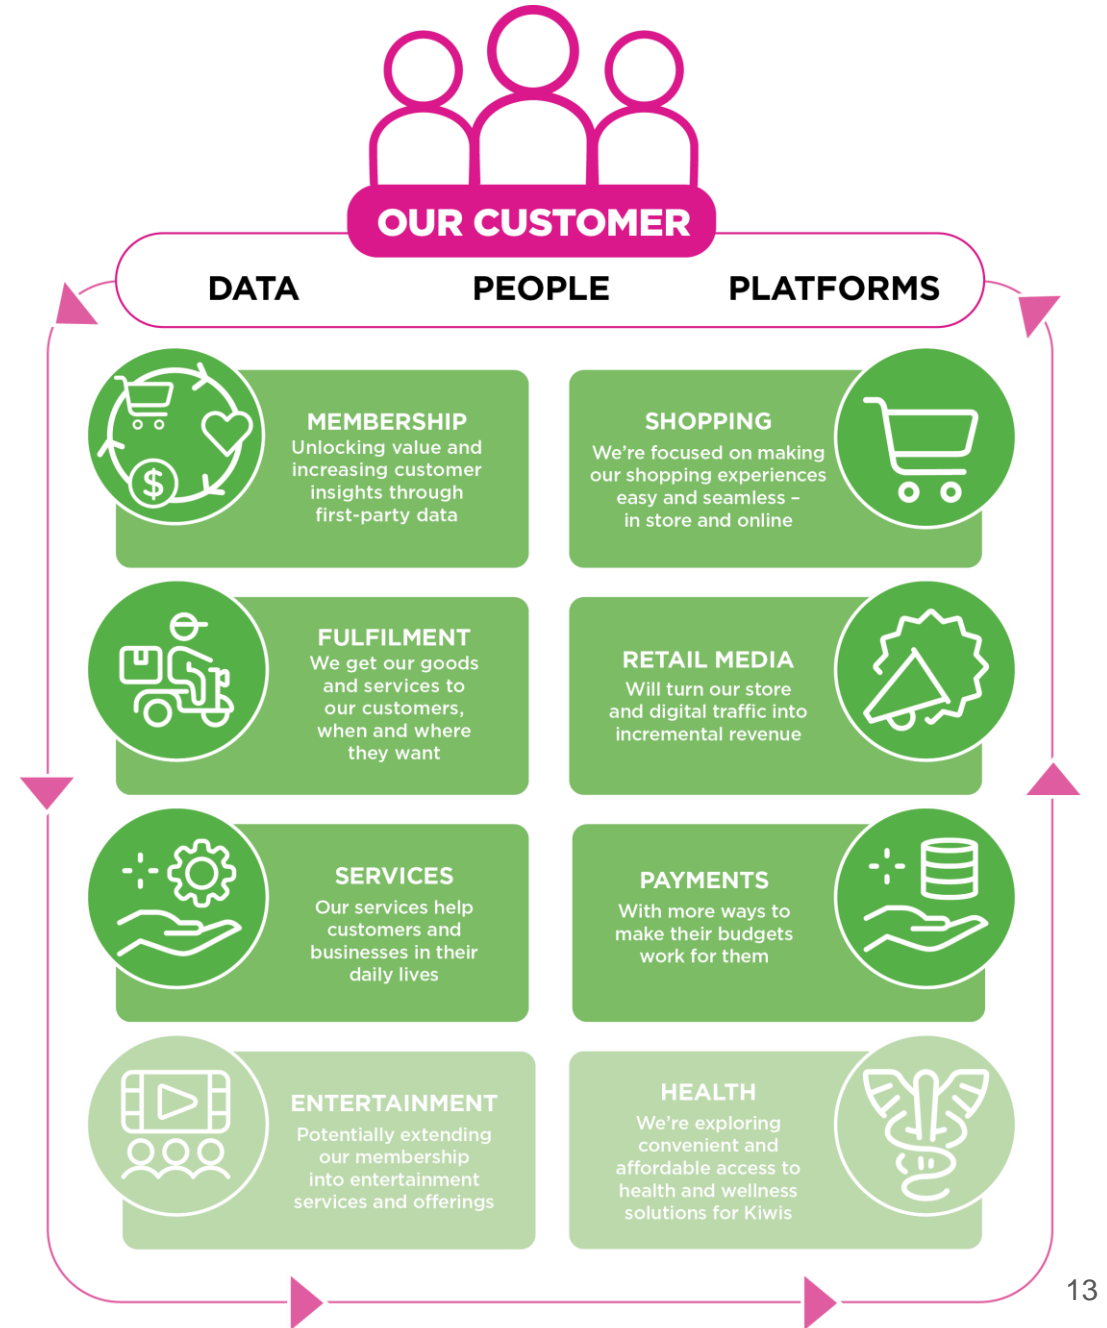 OUR CUSTOMER
DATA PEOPLE PLATFORMS
MEMBERSHIP
Unlocking value and
increasing customer
insights through
first-party data
SHOPPING
We're focused on making
our shopping experiences
easy and seamless –
in store and online
FULFILMENT
We get our goods
and services to
our customers,
when and where
they want
RETAIL MEDIA
Will turn our store
and digital traffic into
incremental revenue
SERVICES
Our services help
customers and
businesses in their
daily lives
PAYMENTS
With more ways to
make their budgets
work for them
ENTERTAINMENT
Potentially extending
our membership
into entertainment
services and offerings
HEALTH
We're exploring
convenient and
affordable access to
health and wellness
solutions for Kiwis
$
13